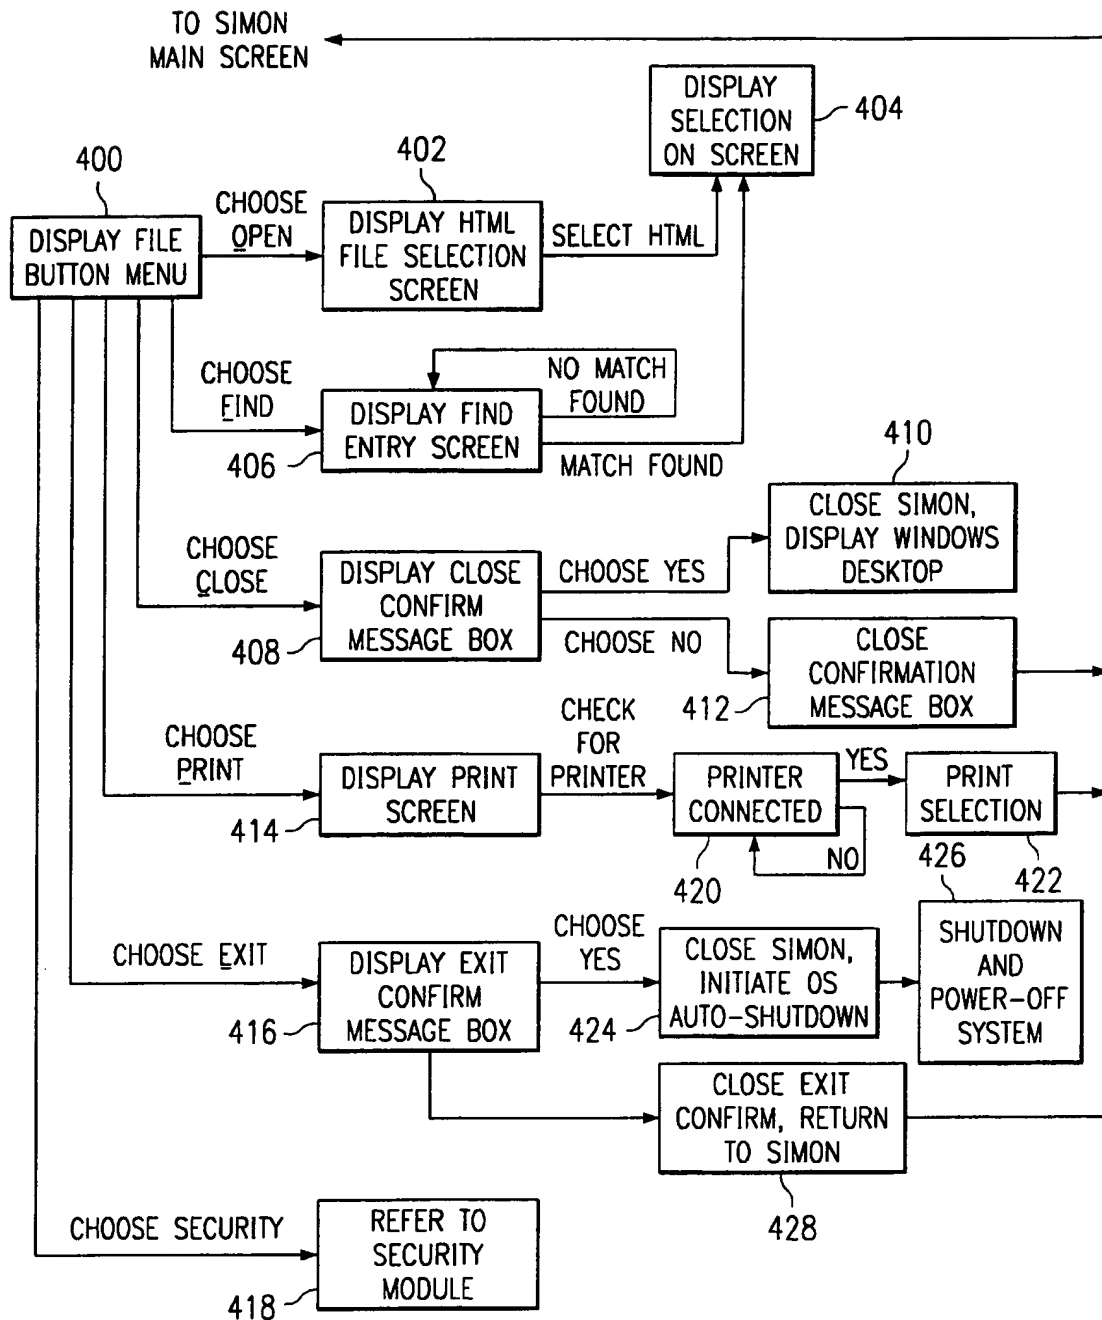 TO SIMON
MAIN SCREEN
DISPLAY
SELECTION
ON SCREEN
404
400
402
CHOOSE
OPEN
DISPLAY FILE
BUTTON MENU
DISPLAY HTML
FILE SELECTION
SCREEN
SELECT HTML
CHOOSE
FIND
NO MATCH
FOUND
DISPLAY FIND
ENTRY SCREEN
406
MATCH FOUND
410
CLOSE SIMON,
DISPLAY WINDOWS
DESKTOP
CHOOSE
CLOSE
DISPLAY CLOSE
CONFIRM
MESSAGE BOX
408
CHOOSE YES
CHOOSE NO
CLOSE
CONFIRMATION
MESSAGE BOX
412
CHOOSE
PRINT
DISPLAY PRINT
SCREEN
414
CHECK
FOR
PRINTER
PRINTER
CONNECTED
420
YES
NO
PRINT
SELECTION
422
426
CHOOSE EXIT
DISPLAY EXIT
CONFIRM
MESSAGE BOX
416
CHOOSE
YES
CLOSE SIMON,
INITIATE OS
AUTO-SHUTDOWN
424
SHUTDOWN
AND
POWER-OFF
SYSTEM
CLOSE EXIT
CONFIRM, RETURN
TO SIMON
428
CHOOSE SECURITY
REFER TO
SECURITY
MODULE
418